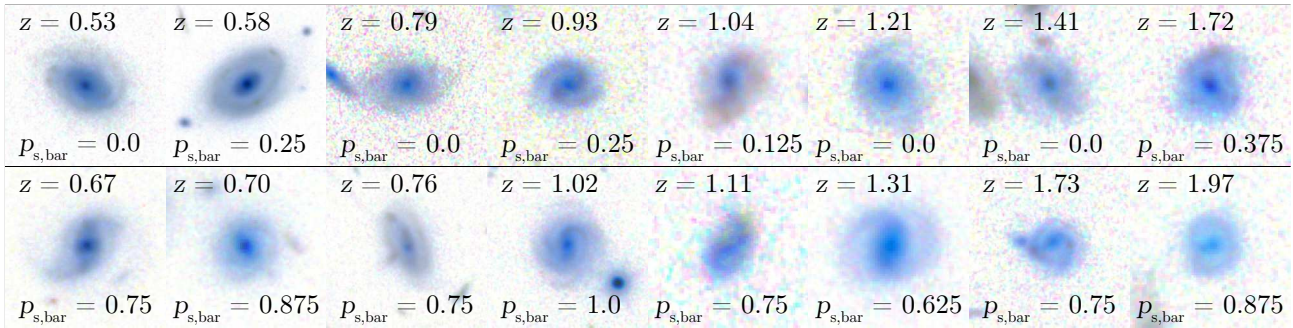 z = 0.53 z = 0.58 z = 0.79 z = 0.93 z = 1.04 z = 1.21 z = 1.41 z = 1.72
p_s,bar = 0.0 p_s,bar = 0.25 p_s,bar = 0.0 p_s,bar = 0.25 p_s,bar = 0.125 p_s,bar = 0.0 p_s,bar = 0.0 p_s,bar = 0.375
z = 0.67 z = 0.70 z = 0.76 z = 1.02 z = 1.11 z = 1.31 z = 1.73 z = 1.97
p_s,bar = 0.75 p_s,bar = 0.875 p_s,bar = 0.75 p_s,bar = 1.0 p_s,bar = 0.75 p_s,bar = 0.625 p_s,bar = 0.75 p_s,bar = 0.875